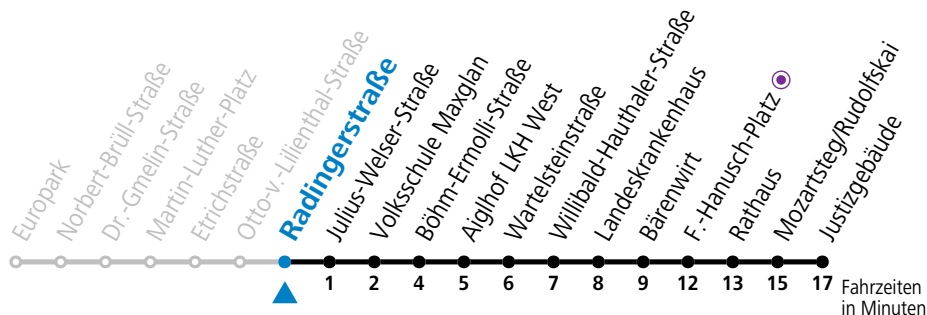 Europark
Norbert-Brüll-Straße
Dr.-Gmelin-Straße
Martin-Luther-Platz
Etrichstraße
Otto-v.-Lilienthal-Straße
Radingerstraße
Julius-Welser-Straße
Volksschule Maxglan
Böhm-Ermolli-Straße
Aiglhof LKH West
Wartelsteinstraße
Willibald-Hauthaler-Straße
Landeskrankenhaus
Bärenwirt
F.-Hanusch-Platz
Rathaus
Mozartsteg/Rudolfskai
Justizgebäude
1 2 4 5 6 7 8 9 12 13 15 17 Fahrzeiten
in Minuten